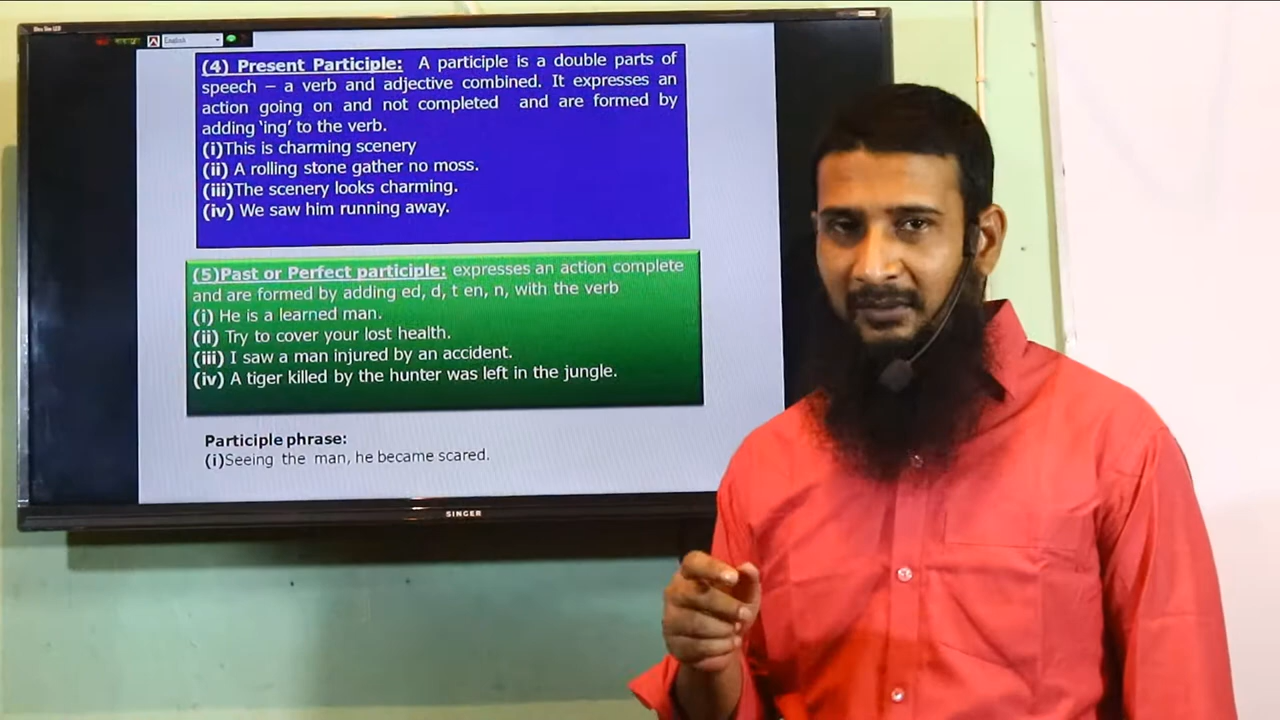 English
(4) Present Participle: A participle is a double parts of
speech – a verb and adjective combined. It expresses an
action going on and not completed and are formed by
adding ‘ing’ to the verb.
(i)This is charming scenery
(ii) A rolling stone gather no moss.
(iii)The scenery looks charming.
(iv) We saw him running away.
(5)Past or Perfect participle: expresses an action complete
and are formed by adding ed, d, t en, n, with the verb
(i) He is a learned man.
(ii) Try to cover your lost health.
(iii) I saw a man injured by an accident.
(iv) A tiger killed by the hunter was left in the jungle.
Participle phrase:
(i)Seeing the man, he became scared.
SINGER